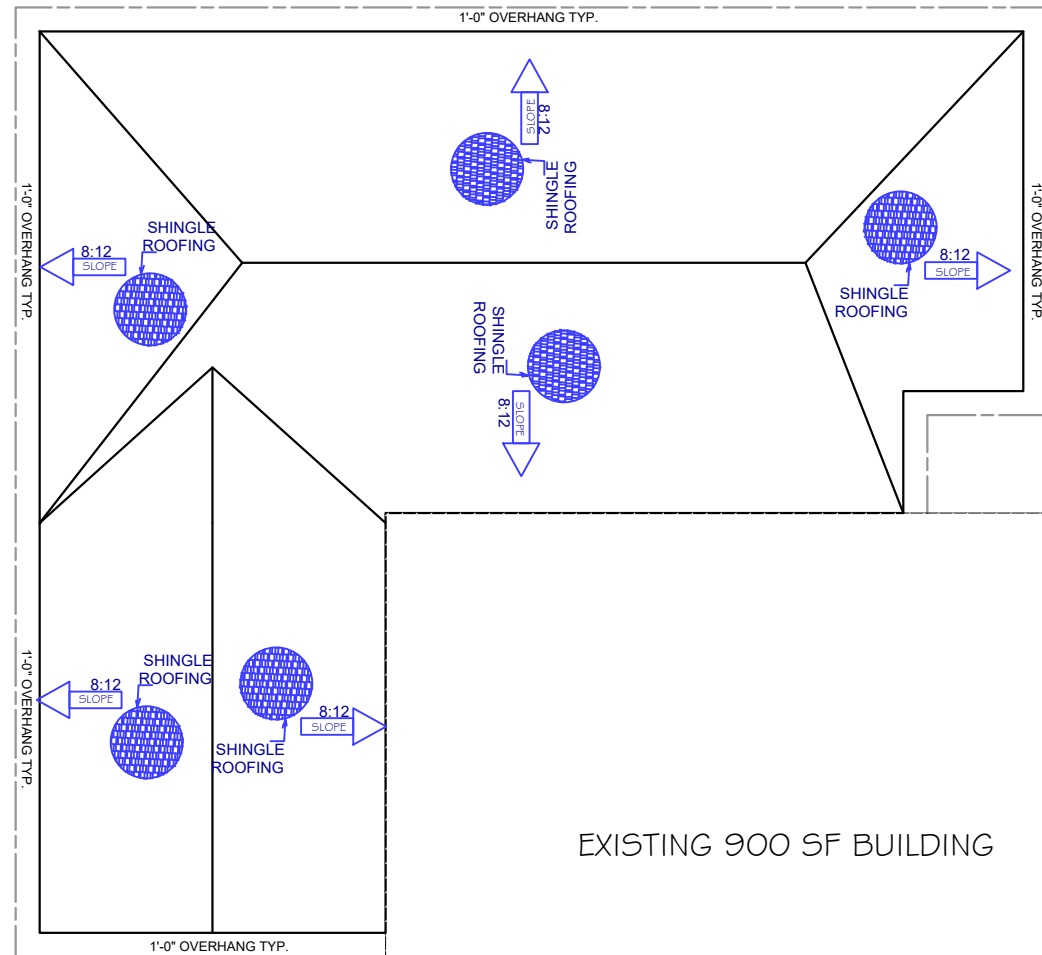 1'-0" OVERHANG TYP.
8:12
SLOPE
SHINGLE
ROOFING
1'-0" OVERHANG TYP.
SHINGLE
ROOFING
8:12
SLOPE
1'-0" OVERHANG TYP.
8:12
SLOPE
SHINGLE
ROOFING
SHINGLE
ROOFING
8:12
SLOPE
1'-0" OVERHANG TYP.
SHINGLE
ROOFING
8:12
SLOPE
8:12
SLOPE
SHINGLE
ROOFING
EXISTING 900 SF BUILDING
1'-0" OVERHANG TYP.